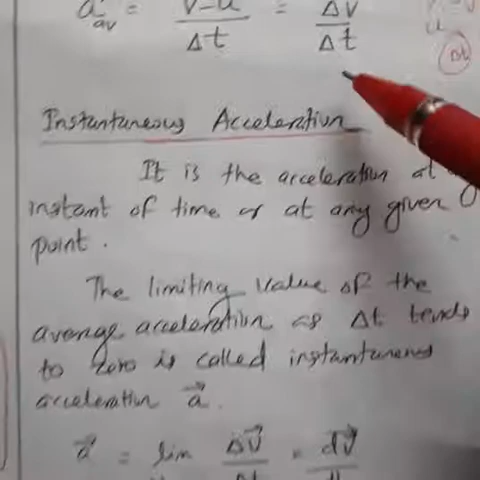 a⃗av = v-u / Δt = Δv / Δt
Instantaneous Acceleration
It is the acceleration at any
instant of time or at any given
point.
The limiting value of the
average acceleration as Δt tends
to zero is called instantaneous
acceleration a⃗.
a⃗ = lim Δv⃗ / Δt = dv⃗